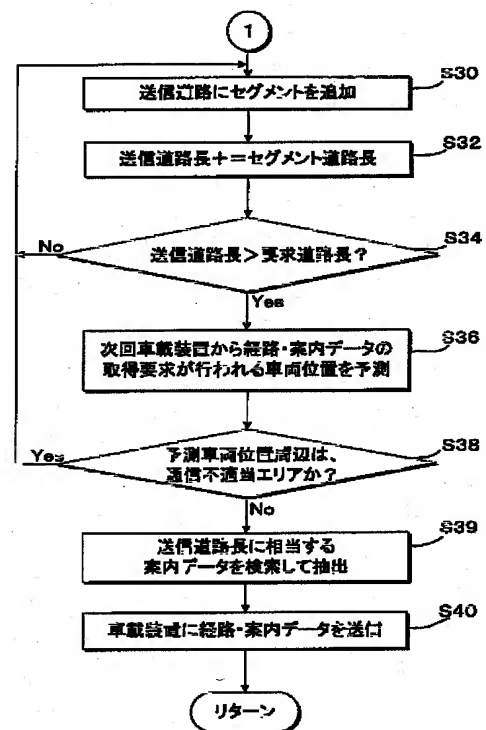 1
送信道路にセグメントを追加
S30
送信道路長+=セグメント道路長
S32
送信道路長>要求道路長?
S34
No
Yes
次回車載装置から経路・案内データの
取得要求が行われる車両位置を予測
S36
予測車両位置周辺は、
通信不適当エリアか?
S38
Yes
No
送信道路長に相当する
案内データを検索して抽出
S39
車載装置に経路・案内データを送信
S40
リターン